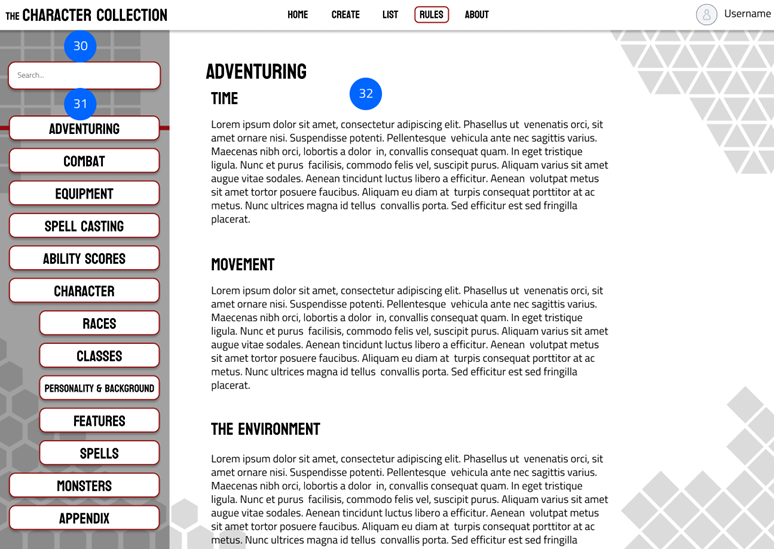 THE CHARACTER COLLECTION
HOME CREATE LIST RULES ABOUT
Username
30
Search...
31
ADVENTURING
COMBAT
EQUIPMENT
SPELL CASTING
ABILITY SCORES
CHARACTER
RACES
CLASSES
PERSONALITY & BACKGROUND
FEATURES
SPELLS
MONSTERS
APPENDIX
ADVENTURING
32
TIME
Lorem ipsum dolor sit amet, consectetur adipiscing elit. Phasellus ut venenatis orci, sit
amet ornare nisi. Suspendisse potenti. Pellentesque vehicula ante nec sagittis varius.
Maecenas nibh orci, lobortis a dolor in, convallis consequat quam. In eget tristique
ligula. Nunc et purus facilisis, commodo felis vel, suscipit purus. Aliquam varius sit amet
augue vitae sodales. Aenean tincidunt luctus libero a efficitur. Aenean volutpat metus
sit amet tortor posuere faucibus. Aliquam eu diam at turpis consequat porttitor at ac
metus. Nunc ultrices magna id tellus convallis porta. Sed efficitur est sed fringilla
placerat.
MOVEMENT
Lorem ipsum dolor sit amet, consectetur adipiscing elit. Phasellus ut venenatis orci, sit
amet ornare nisi. Suspendisse potenti. Pellentesque vehicula ante nec sagittis varius.
Maecenas nibh orci, lobortis a dolor in, convallis consequat quam. In eget tristique
ligula. Nunc et purus facilisis, commodo felis vel, suscipit purus. Aliquam varius sit amet
augue vitae sodales. Aenean tincidunt luctus libero a efficitur. Aenean volutpat metus
sit amet tortor posuere faucibus. Aliquam eu diam at turpis consequat porttitor at ac
metus. Nunc ultrices magna id tellus convallis porta. Sed efficitur est sed fringilla
placerat.
THE ENVIRONMENT
Lorem ipsum dolor sit amet, consectetur adipiscing elit. Phasellus ut venenatis orci, sit
amet ornare nisi. Suspendisse potenti. Pellentesque vehicula ante nec sagittis varius.
Maecenas nibh orci, lobortis a dolor in, convallis consequat quam. In eget tristique
ligula. Nunc et purus facilisis, commodo felis vel, suscipit purus. Aliquam varius sit amet
augue vitae sodales. Aenean tincidunt luctus libero a efficitur. Aenean volutpat metus
sit amet tortor posuere faucibus. Aliquam eu diam at turpis consequat porttitor at ac
metus. Nunc ultrices magna id tellus convallis porta. Sed efficitur est sed fringilla